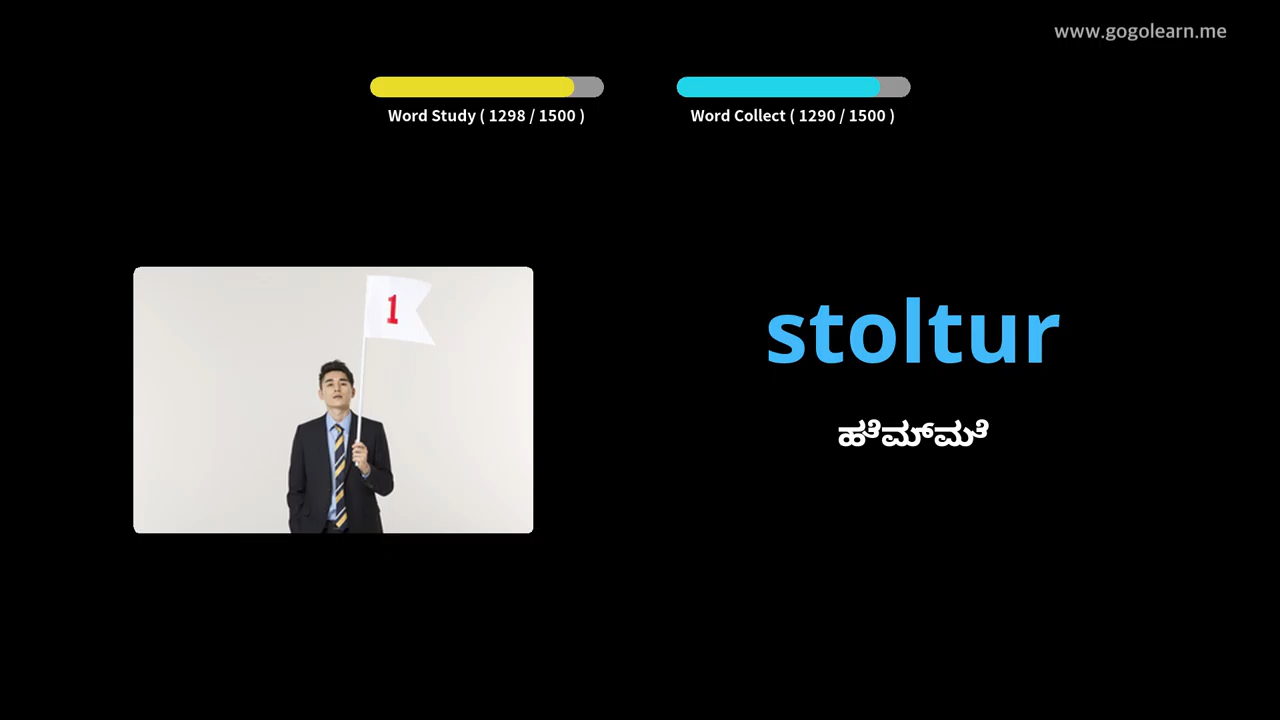 www.gogolearn.me
Word Study ( 1298 / 1500 )
Word Collect ( 1290 / 1500 )
1
stoltur
ಹೆಮ್ಮೆ